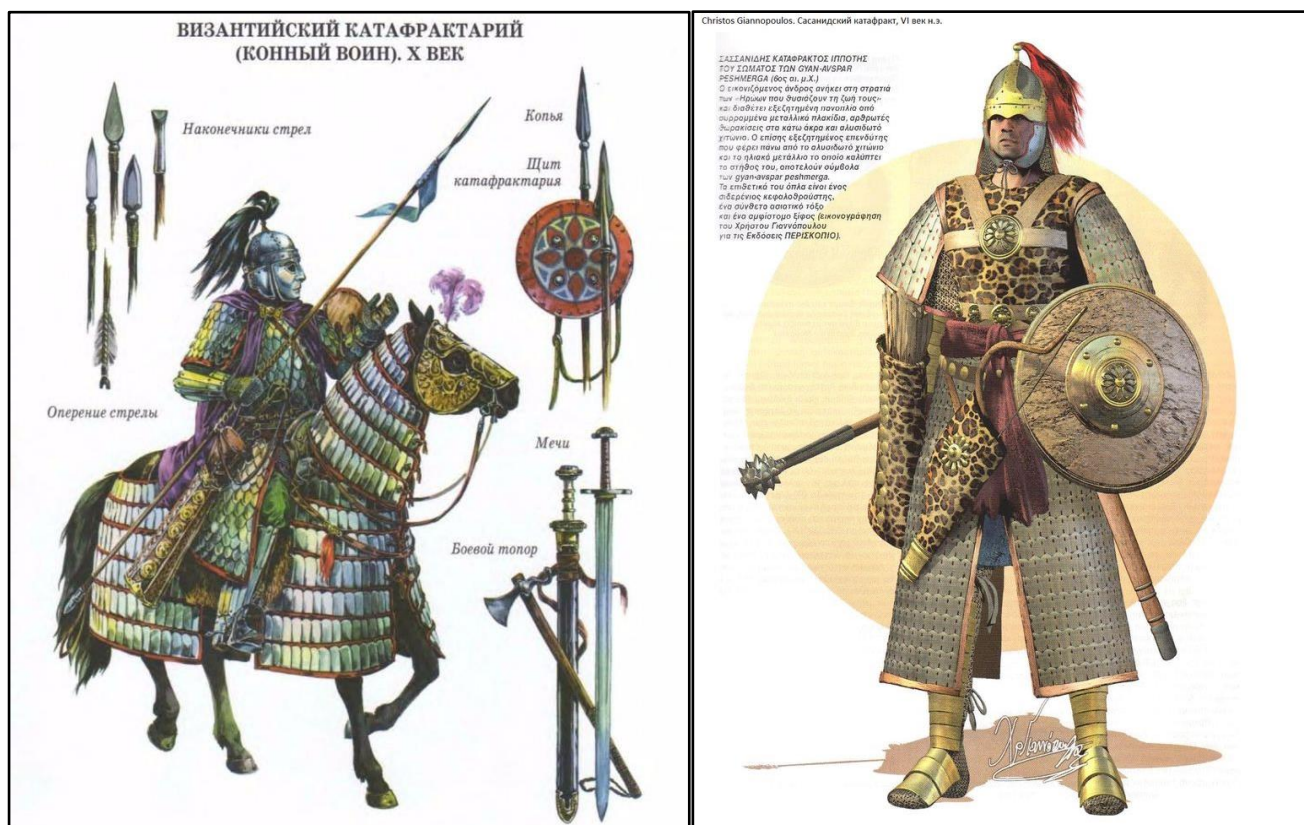 ВИЗАНТИЙСКИЙ КАТАФРАКТАРИЙ
(КОННЫЙ ВОИН). X ВЕК
Наконечники стрел
Оперение стрелы
Копья
Щит
катафрактария
Мечи
Боевой топор
Christos Giannopoulos. Сасанидский катафракт, VI век н.э.
ΣΑΣΣΑΝΙΔΗΣ ΚΑΤΑΦΡΑΚΤΟΣ ΙΠΠΟΤΗΣ
ΤΟΥ ΣΩΜΑΤΟΣ ΤΩΝ GYAN-AVSPAR
PESHMERGA (6ος αι. μ.Χ.)
Ο εικονιζόμενος άνδρας ανήκει στη στρατιά
των «Ηρώων που θυσιάζουν τη ζωή τους»
και διαθέτει εξεζητημένη πανοπλία από
συρραμμένα μεταλλικά πλακίδια, αρθρωτές
θωρακίσεις στα κάτω άκρα και αλυσιδωτό
χιτώνιο. Ο επίσης εξεζητημένος επενδύτης
που φέρει πάνω από το αλυσιδωτό χιτώνιο
και το ηλιακό μετάλλιο το οποίο καλύπτει
το στήθος του, αποτελούν σύμβολα
των gyan-avspar peshmerga.
Τα επιθετικά του όπλα είναι ένας
σιδερένιος κεφαλοθραύστης,
ένα σύνθετο ασιατικό τόξο
και ένα αμφίστομο ξίφος (εικονογράφηση
του Χρήστου Γιαννόπουλου
για τις Εκδόσεις ΠΕΡΙΣΚΟΠΙΟ).